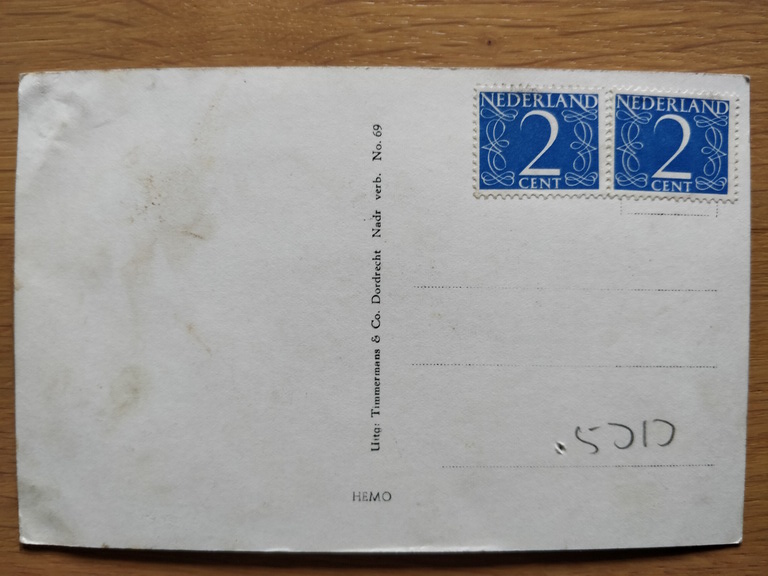 NEDERLAND
2
CENT
NEDERLAND
2
CENT
Uitg: Timmermans & Co. Dordrecht Nadr verb. No. 69
HEMO